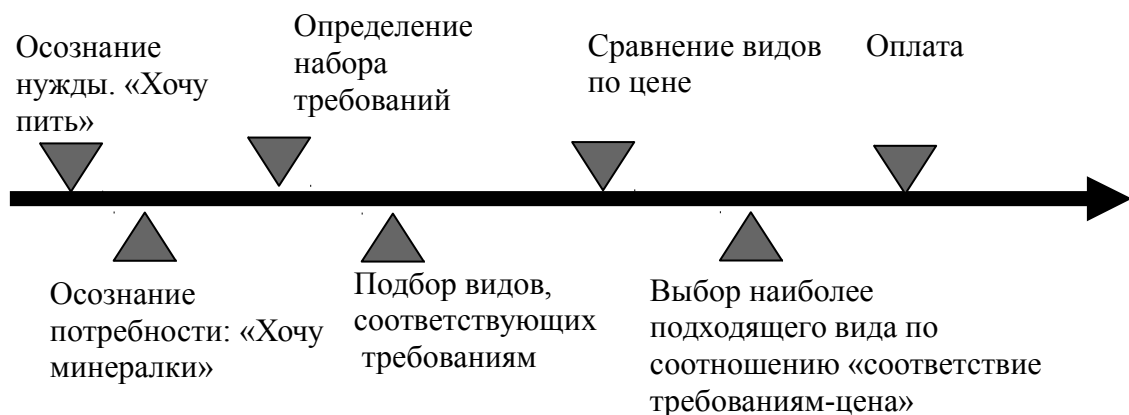 Осознание
нужды. «Хочу
пить»
Определение
набора
требований
Сравнение видов
по цене
Оплата
Осознание
потребности: «Хочу
минералки»
Подбор видов,
соответствующих
требованиям
Выбор наиболее
подходящего вида по
соотношению «соответствие
требованиям-цена»